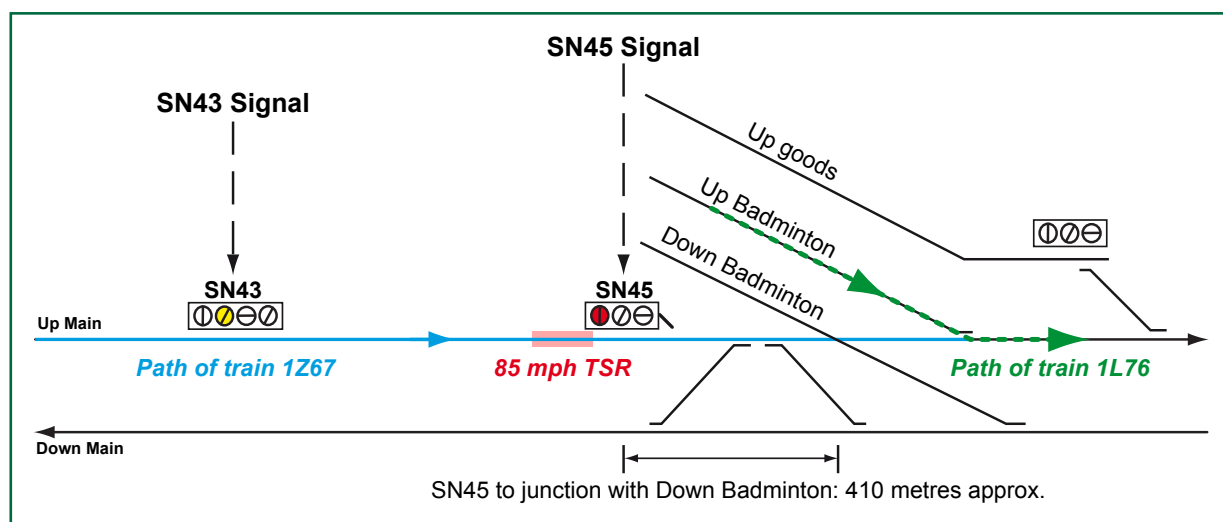 SN45 Signal
SN43 Signal
Up goods
Up Badminton
Down Badminton
SN43
SN45
Up Main
Path of train 1Z67
85 mph TSR
Path of train 1L76
Down Main
SN45 to junction with Down Badminton: 410 metres approx.